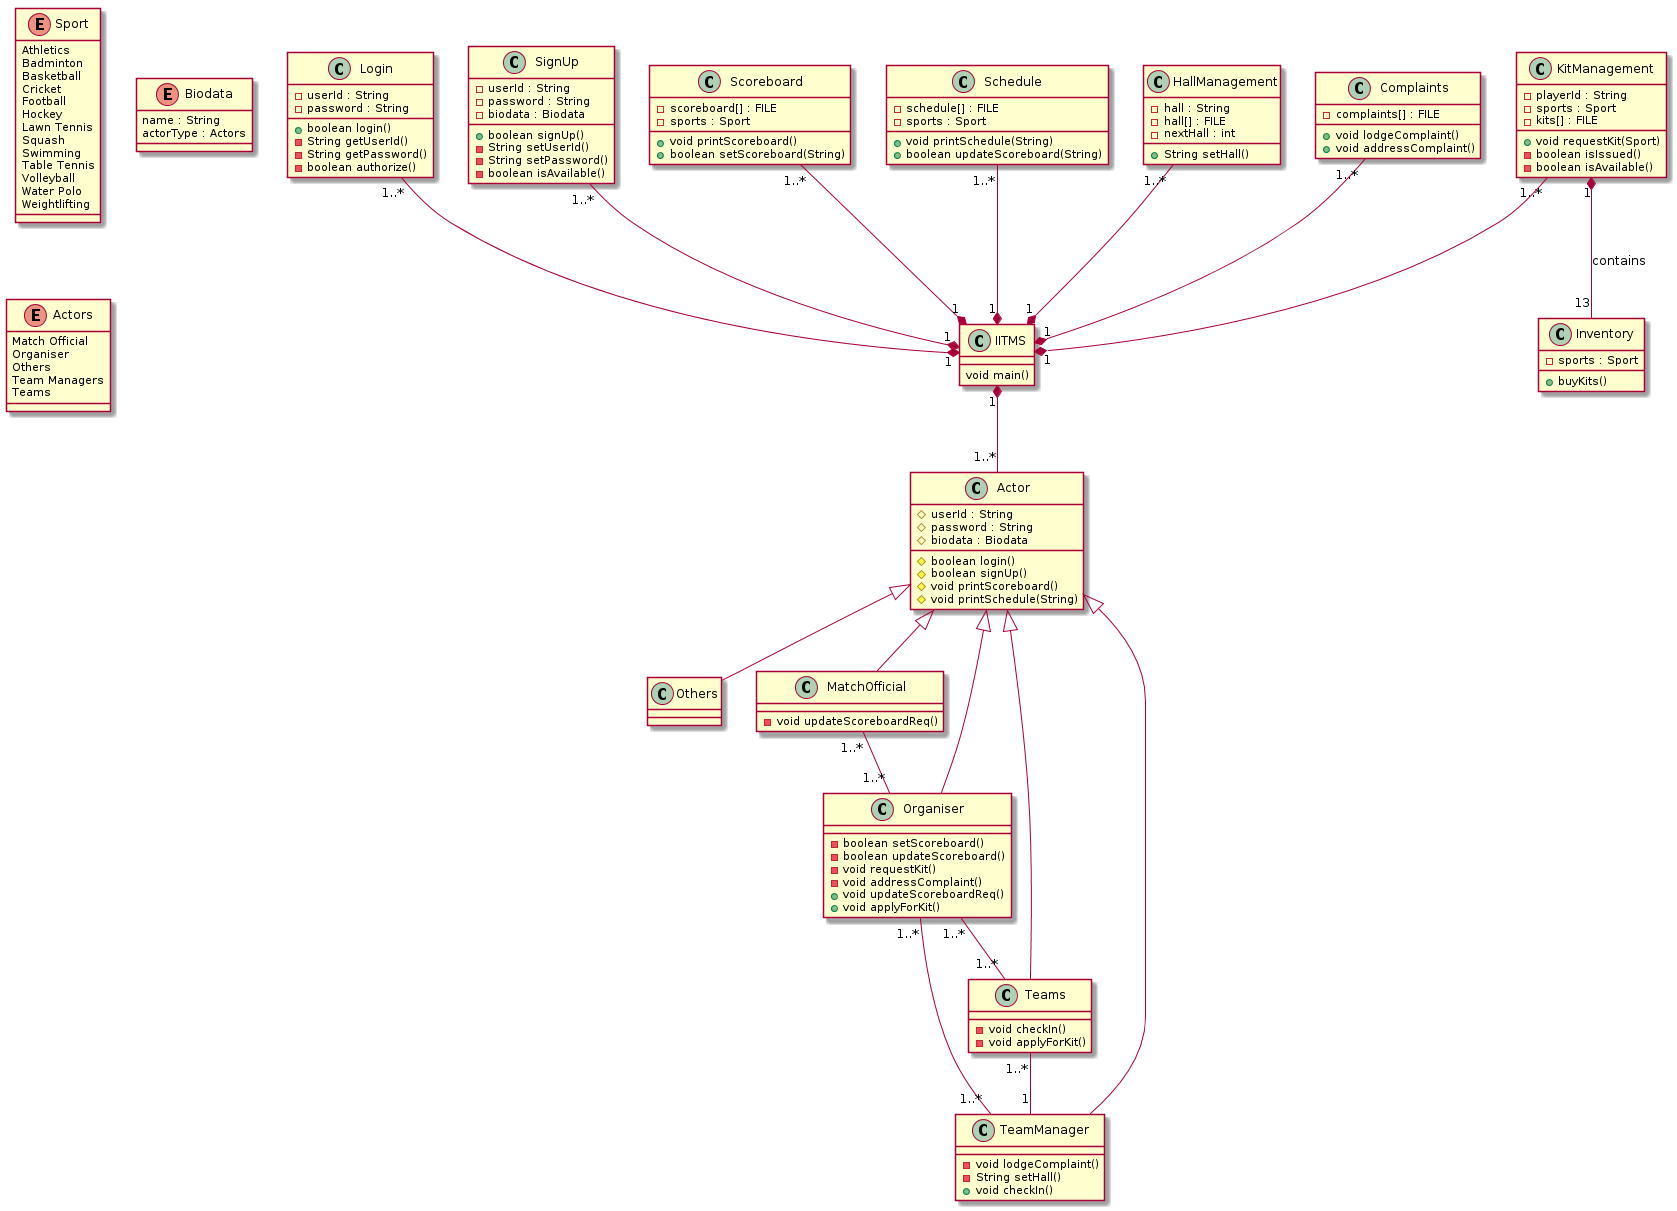 E Sport
Athletics
Badminton
Basketball
Cricket
Football
Hockey
Lawn Tennis
Squash
Swimming
Table Tennis
Volleyball
Water Polo
Weightlifting
E Biodata
name : String
actorType : Actors
C Login
userId : String
password : String
boolean login()
String getUserId()
String getPassword()
boolean authorize()
C SignUp
userId : String
password : String
biodata : Biodata
boolean signUp()
String setUserId()
String setPassword()
boolean isAvailable()
C Scoreboard
scoreboard[] : FILE
sports : Sport
void printScoreboard()
boolean setScoreboard(String)
C Schedule
schedule[] : FILE
sports : Sport
void printSchedule(String)
boolean updateScoreboard(String)
C HallManagement
hall : String
hall[] : FILE
nextHall : int
String setHall()
C Complaints
complaints[] : FILE
void lodgeComplaint()
void addressComplaint()
C KitManagement
playerId : String
sports : Sport
kits[] : FILE
void requestKit(Sport)
boolean isIssued()
boolean isAvailable()
1..*
1..*
1..*
1..*
1..*
1..*
1..*
1
contains
13
1
1
1
1
1
1
1
E Actors
Match Official
Organiser
Others
Team Managers
Teams
C IITMS
void main()
C Inventory
sports : Sport
buyKits()
1
1..*
C Actor
userId : String
password : String
biodata : Biodata
boolean login()
boolean signUp()
void printScoreboard()
void printSchedule(String)
C Others
C MatchOfficial
void updateScoreboardReq()
1..*
1..*
C Organiser
boolean setScoreboard()
boolean updateScoreboard()
void requestKit()
void addressComplaint()
void updateScoreboardReq()
void applyForKit()
1..*
1..*
1..*
C Teams
void checkIn()
void applyForKit()
1..*
1..*
1
C TeamManager
void lodgeComplaint()
String setHall()
void checkIn()